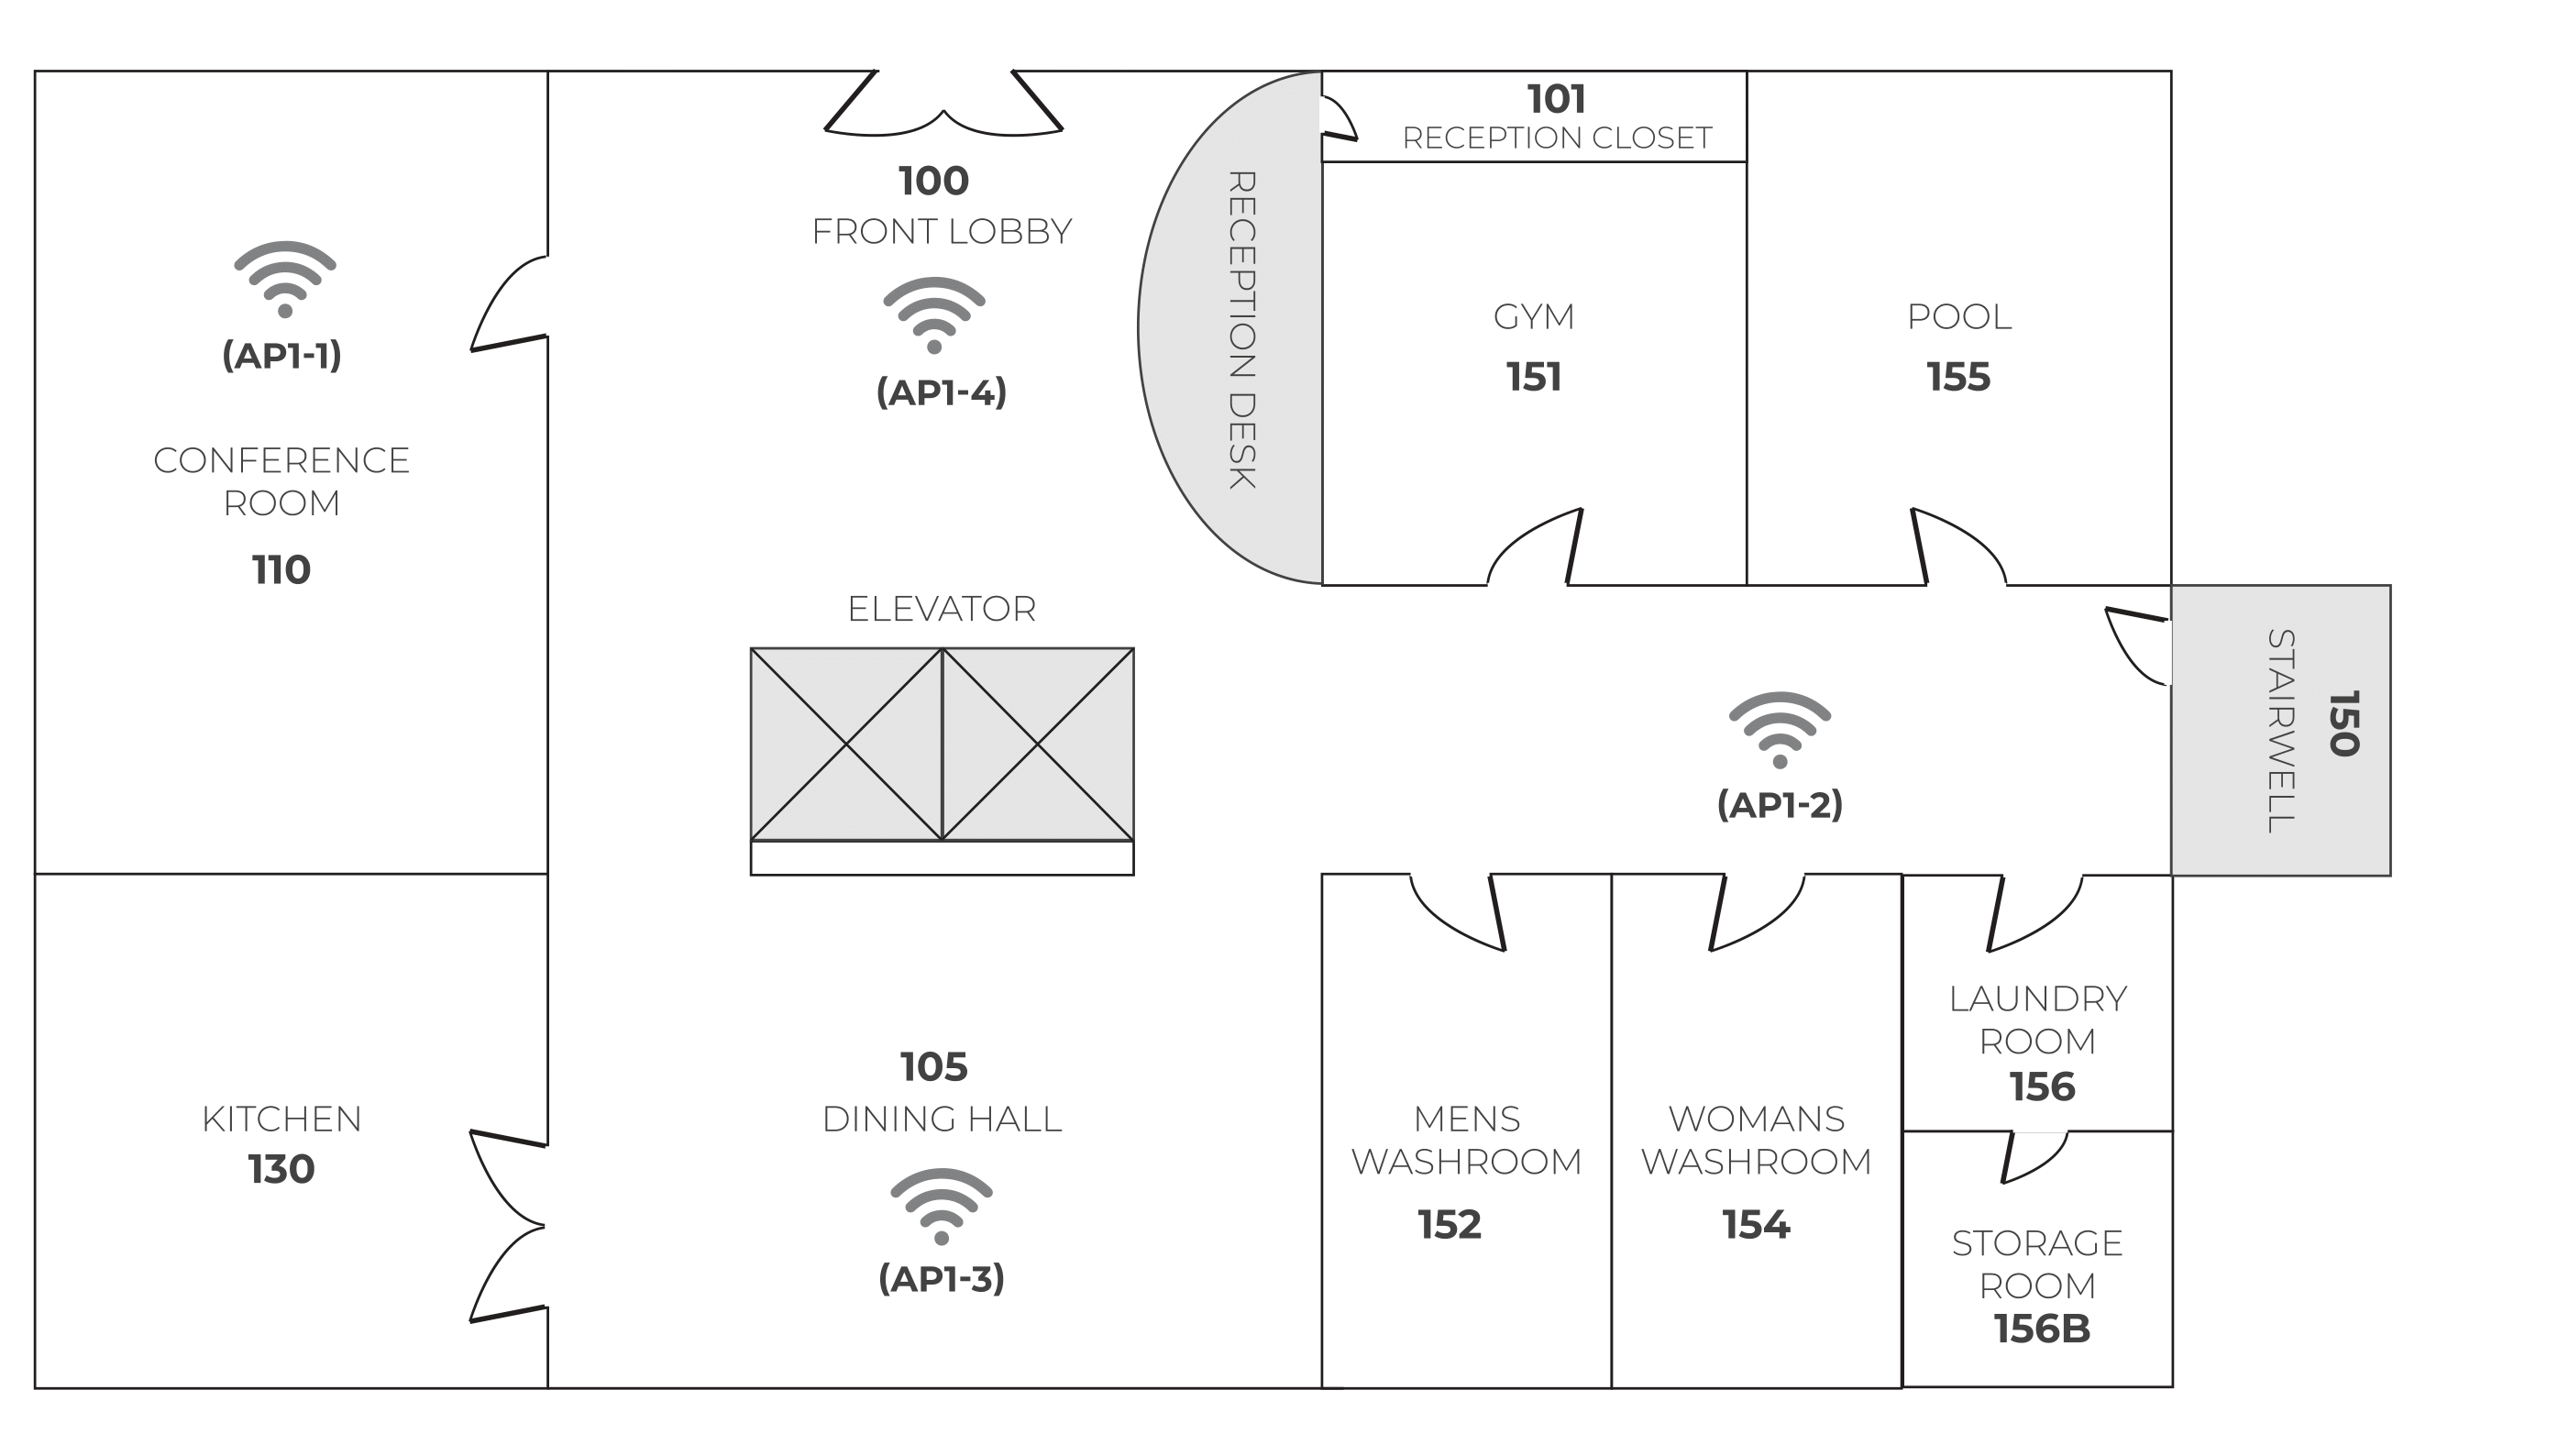 101
RECEPTION CLOSET
100
FRONT LOBBY
(AP1-1)
(AP1-4)
RECEPTION DESK
GYM
151
POOL
155
CONFERENCE
ROOM
110
ELEVATOR
(AP1-2)
STAIRWELL
150
105
DINING HALL
(AP1-3)
KITCHEN
130
MENS
WASHROOM
152
WOMANS
WASHROOM
154
LAUNDRY
ROOM
156
STORAGE
ROOM
156B